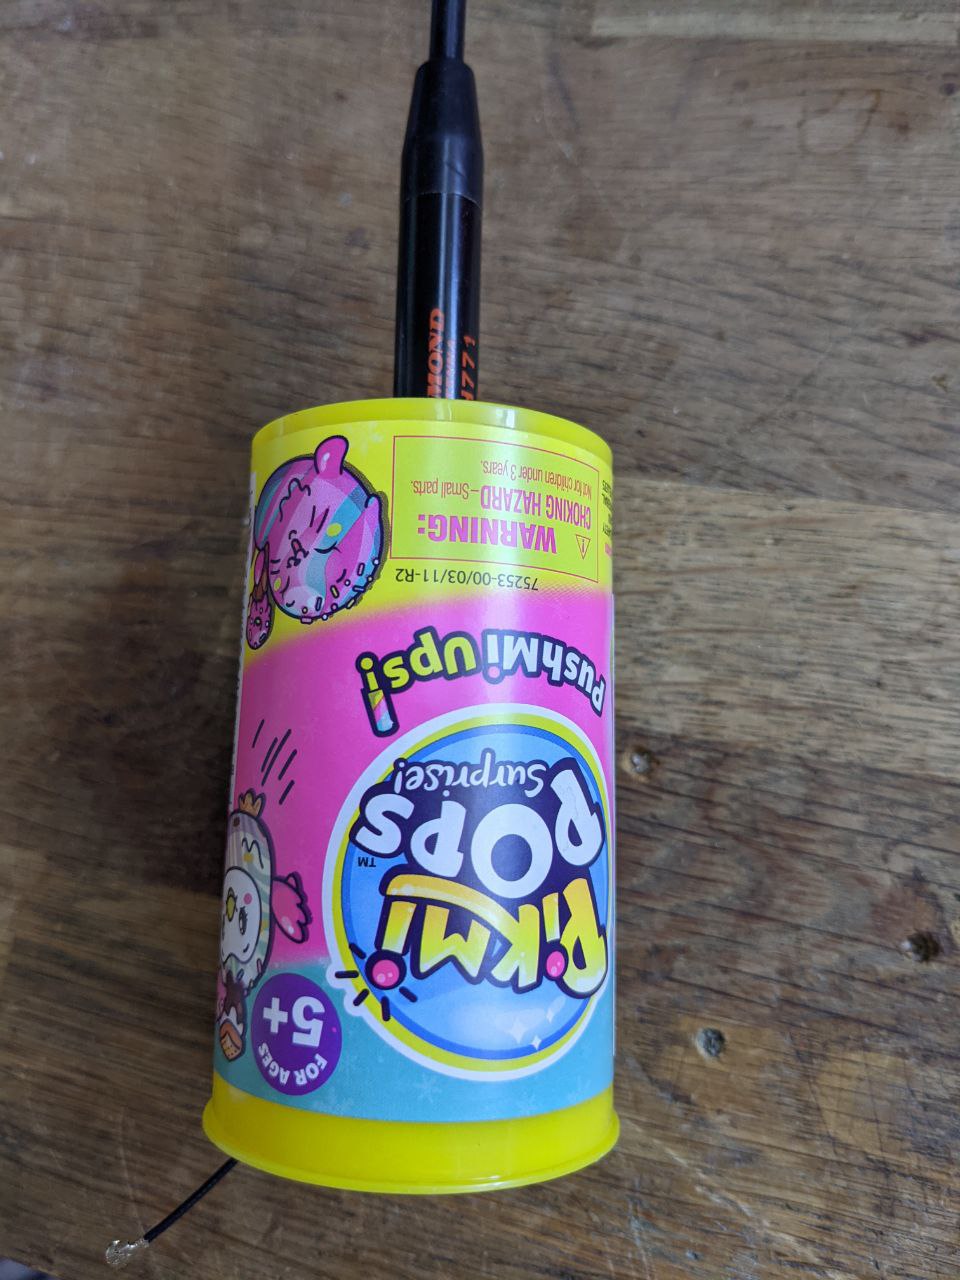 MOND
771
WARNING:
CHOKING HAZARD –Small parts.
Not for children under 3 years.
75253-00/03/11-R2
PushMi Ups!
PiKMi
POPS
Surprise!
TM
FOR AGES
5+